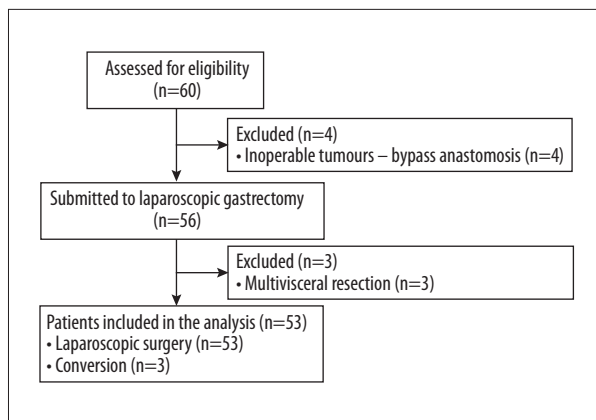 Assessed for eligibility
(n=60)
Excluded (n=4)
• Inoperable tumours – bypass anastomosis (n=4)
Submitted to laparoscopic gastrectomy
(n=56)
Excluded (n=3)
• Multivisceral resection (n=3)
Patients included in the analysis (n=53)
• Laparoscopic surgery (n=53)
• Conversion (n=3)